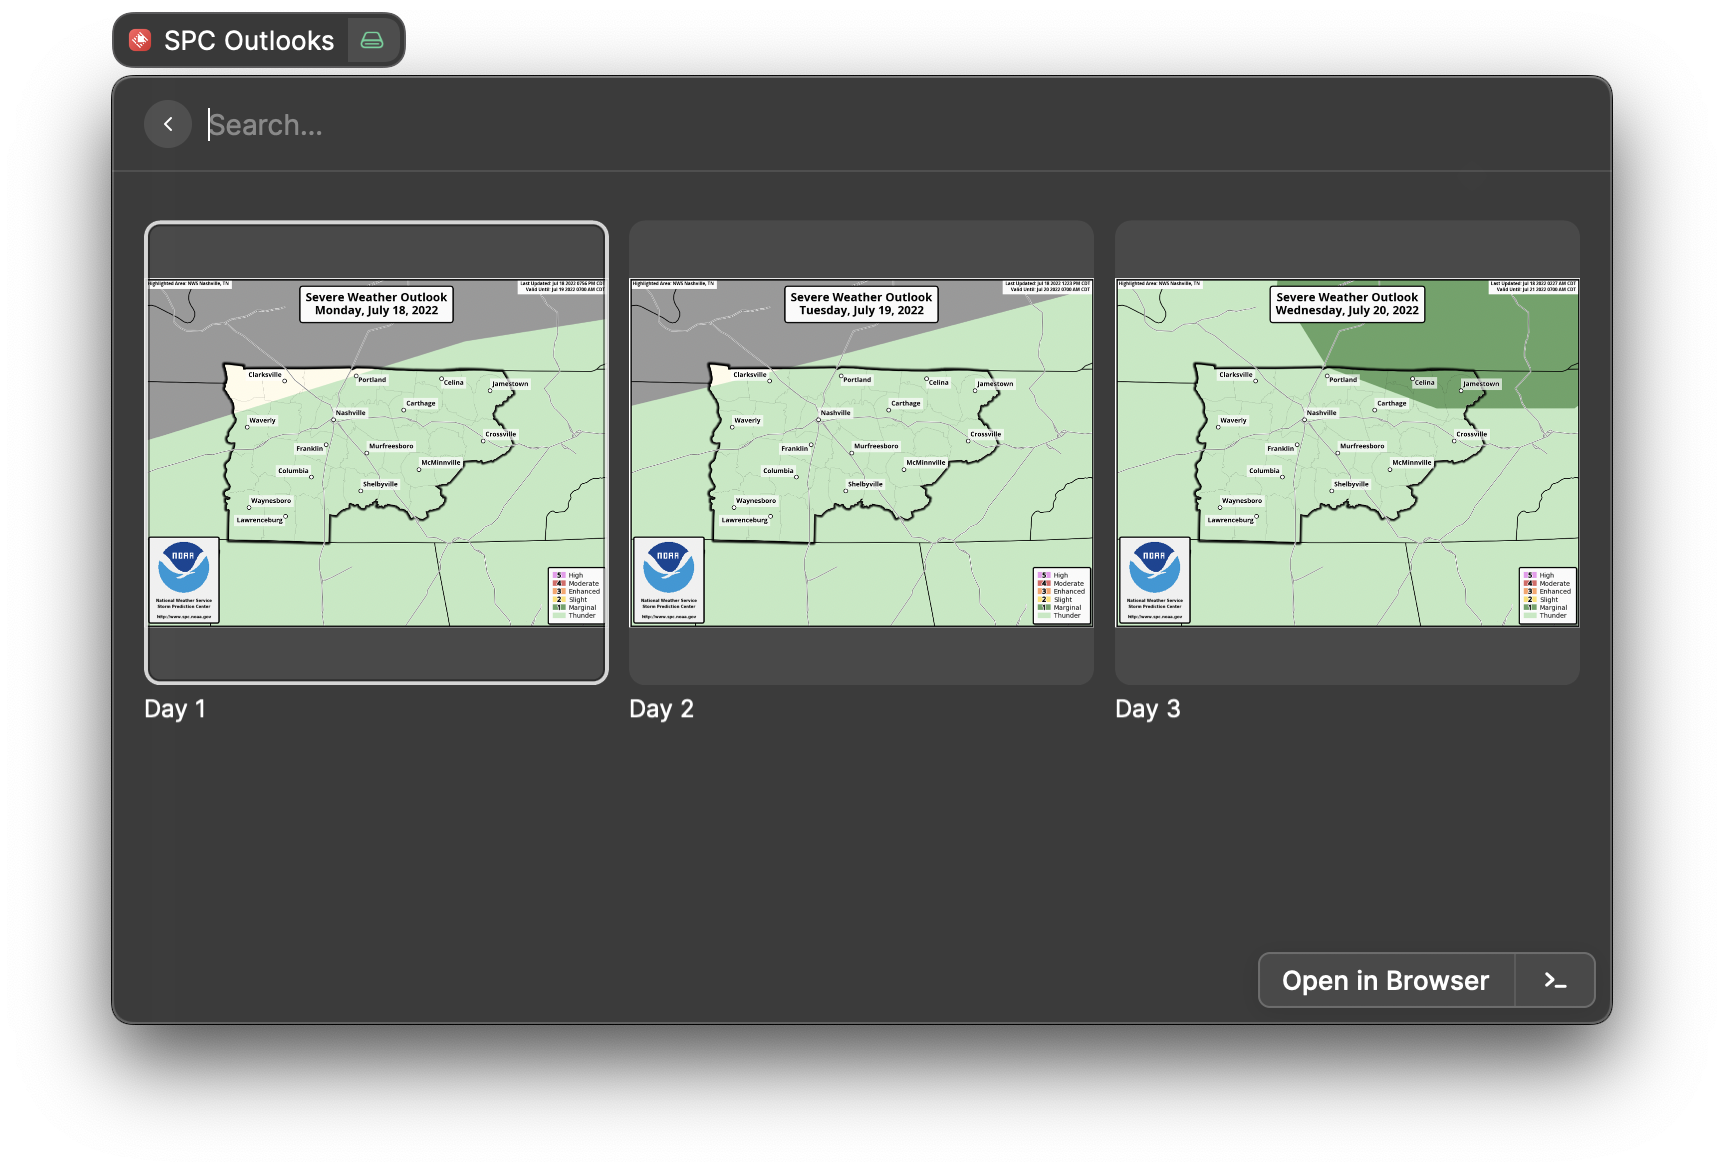 SPC Outlooks
Search...
Highlighted Area: NWS Nashville, TN
Last Updated: Jul 18 2022 0756 PM CDT
Valid Until: Jul 19 2022 0700 AM CDT
Severe Weather Outlook
Monday, July 18, 2022
Clarksville
Portland
Celina
Jamestown
Carthage
Nashville
Waverly
Crossville
Franklin
Murfreesboro
McMinnville
Columbia
Shelbyville
Waynesboro
Lawrenceburg
NOAA
National Weather Service
Storm Prediction Center
http://www.spc.noaa.gov
5 High
4 Moderate
3 Enhanced
2 Slight
1 Marginal
Thunder
Day 1
Highlighted Area: NWS Nashville, TN
Last Updated: Jul 18 2022 1223 PM CDT
Valid Until: Jul 20 2022 0700 AM CDT
Severe Weather Outlook
Tuesday, July 19, 2022
Clarksville
Portland
Celina
Jamestown
Carthage
Nashville
Waverly
Crossville
Franklin
Murfreesboro
McMinnville
Columbia
Shelbyville
Waynesboro
Lawrenceburg
NOAA
National Weather Service
Storm Prediction Center
http://www.spc.noaa.gov
5 High
4 Moderate
3 Enhanced
2 Slight
1 Marginal
Thunder
Day 2
Highlighted Area: NWS Nashville, TN
Last Updated: Jul 18 2022 0227 AM CDT
Valid Until: Jul 21 2022 0700 AM CDT
Severe Weather Outlook
Wednesday, July 20, 2022
Clarksville
Portland
Celina
Jamestown
Carthage
Nashville
Waverly
Crossville
Franklin
Murfreesboro
McMinnville
Columbia
Shelbyville
Waynesboro
Lawrenceburg
NOAA
National Weather Service
Storm Prediction Center
http://www.spc.noaa.gov
5 High
4 Moderate
3 Enhanced
2 Slight
1 Marginal
Thunder
Day 3
Open in Browser